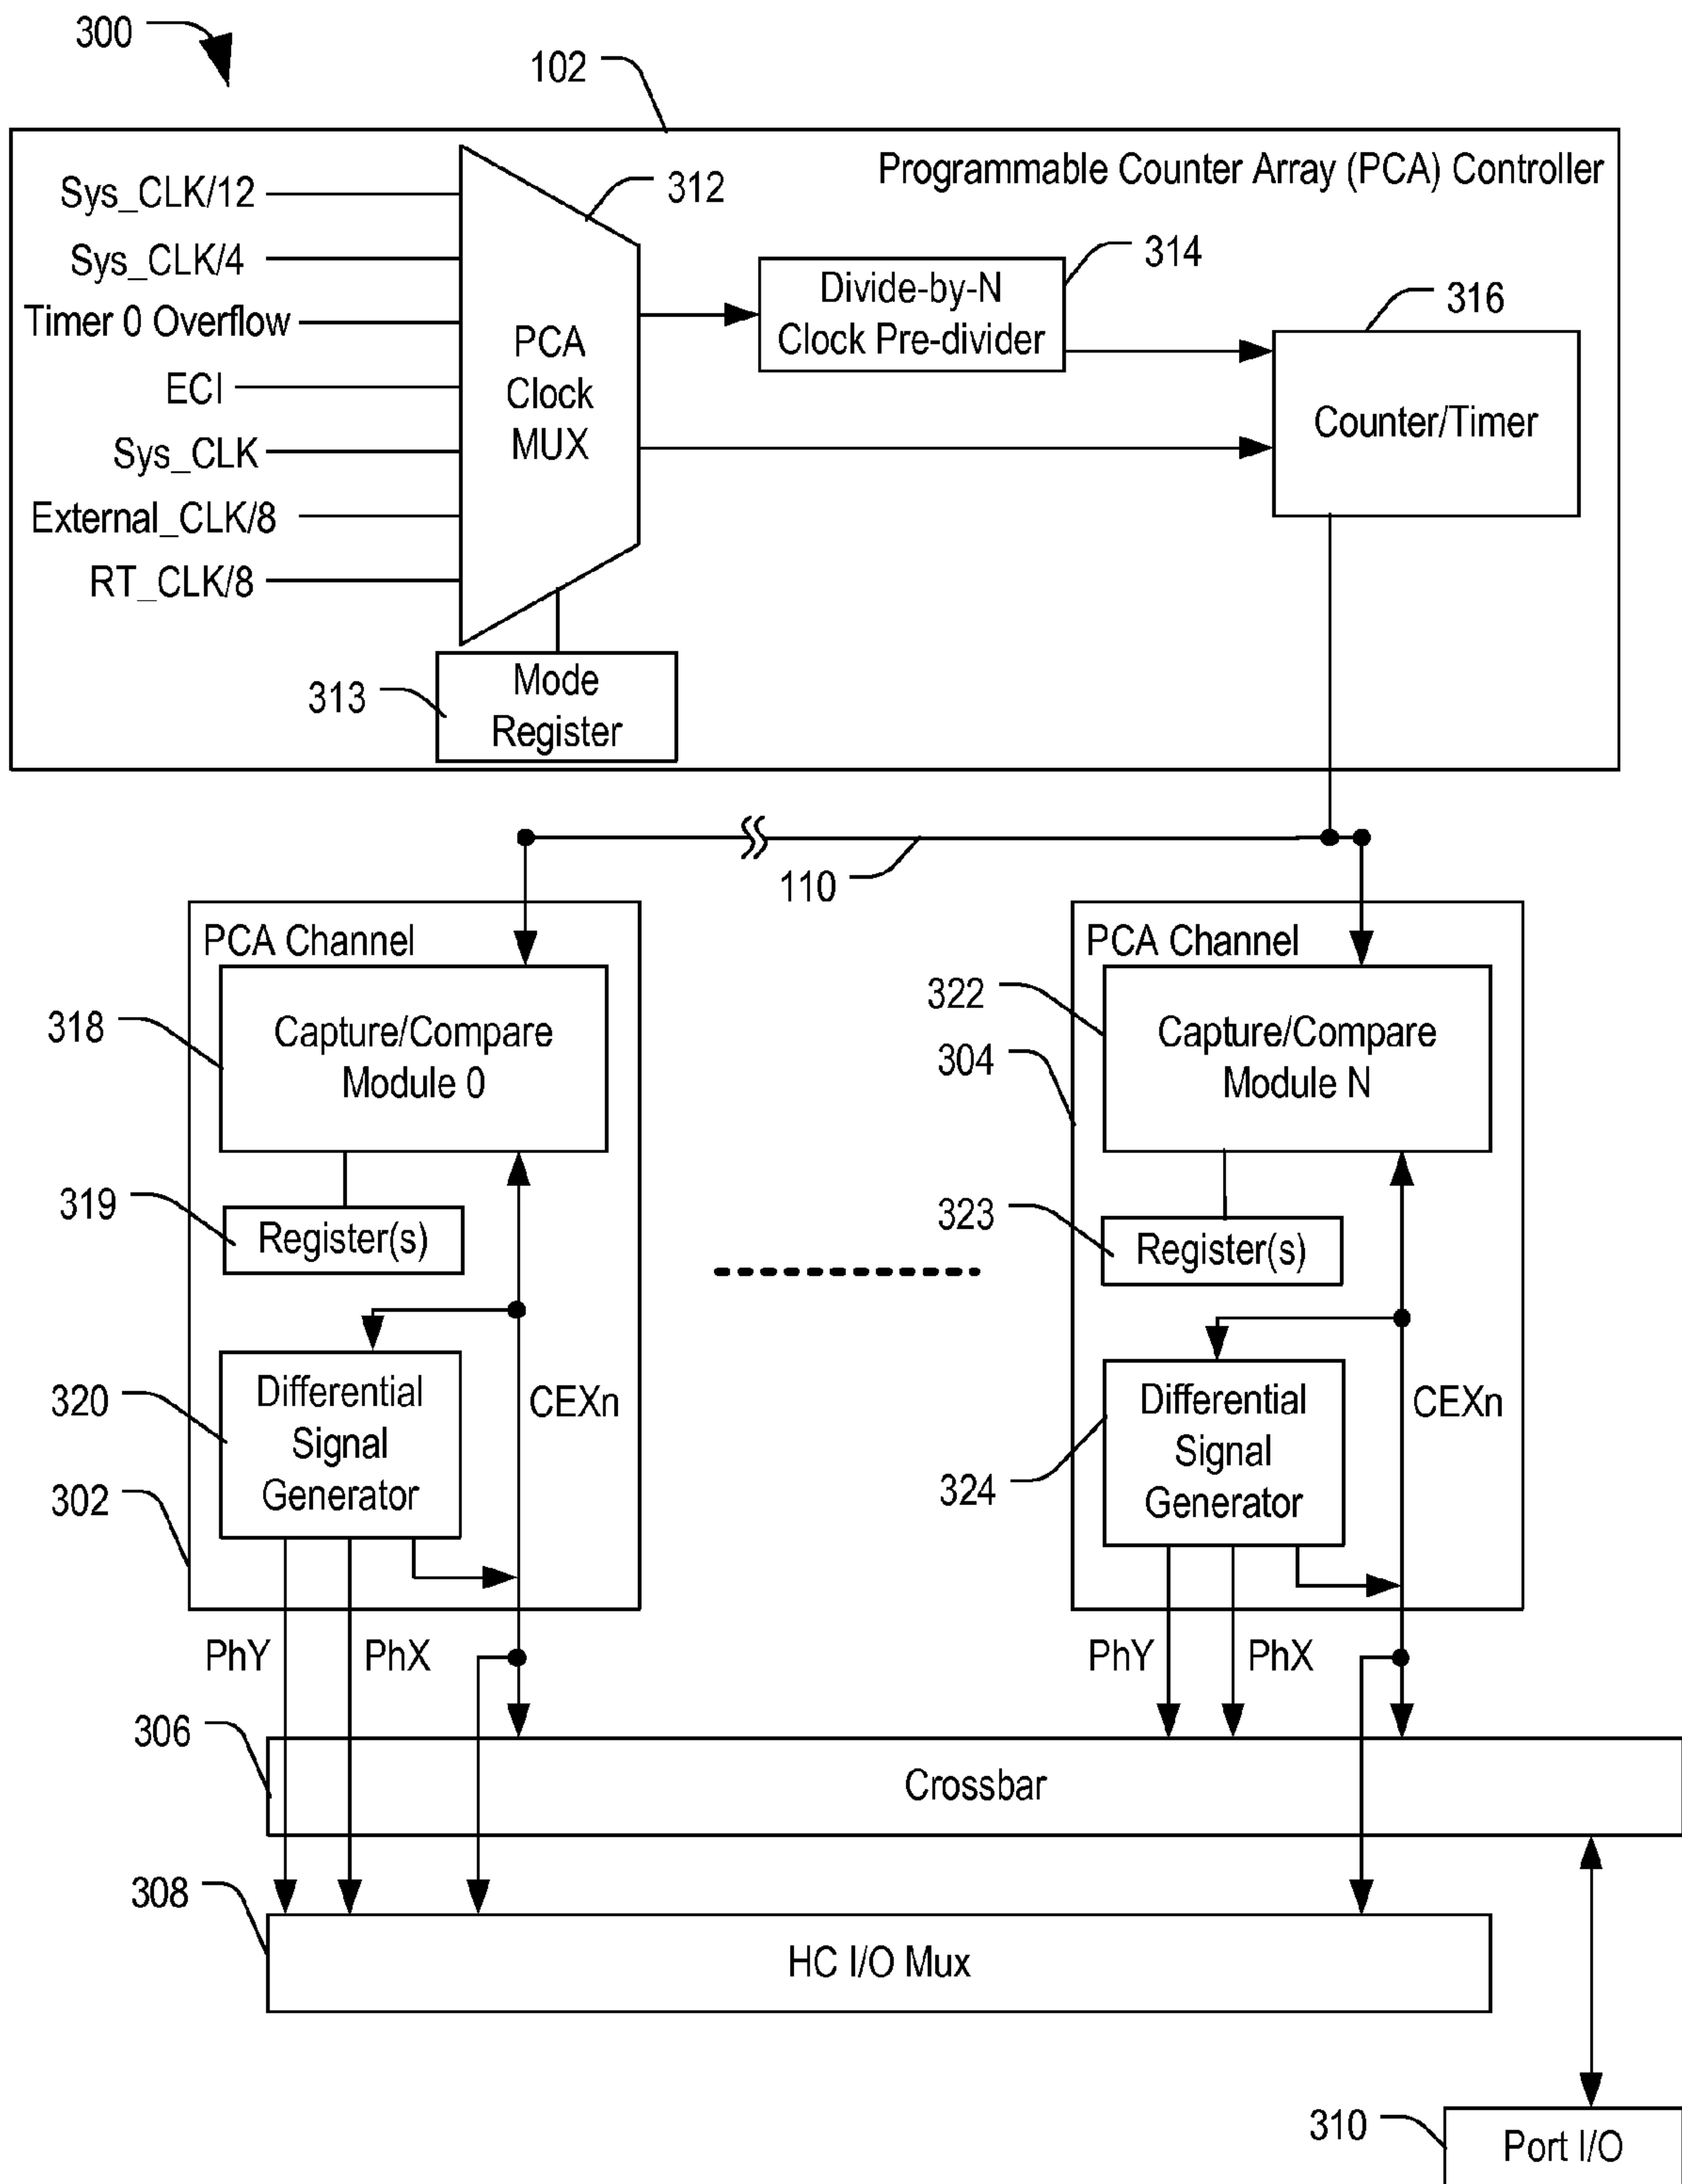 300
102
Programmable Counter Array (PCA) Controller
Sys_CLK/12
312
Sys_CLK/4
314
Divide-by-N
Clock Pre-divider
Timer 0 Overflow
316
PCA
Clock
MUX
ECI
Counter/Timer
Sys_CLK
External_CLK/8
RT_CLK/8
313
Mode
Register
110
PCA Channel
PCA Channel
318
Capture/Compare
Module 0
322
304
Capture/Compare
Module N
319
Register(s)
323
Register(s)
320
Differential
Signal
Generator
CEXn
302
324
Differential
Signal
Generator
CEXn
PhY
PhX
PhY
PhX
306
Crossbar
308
HC I/O Mux
310
Port I/O